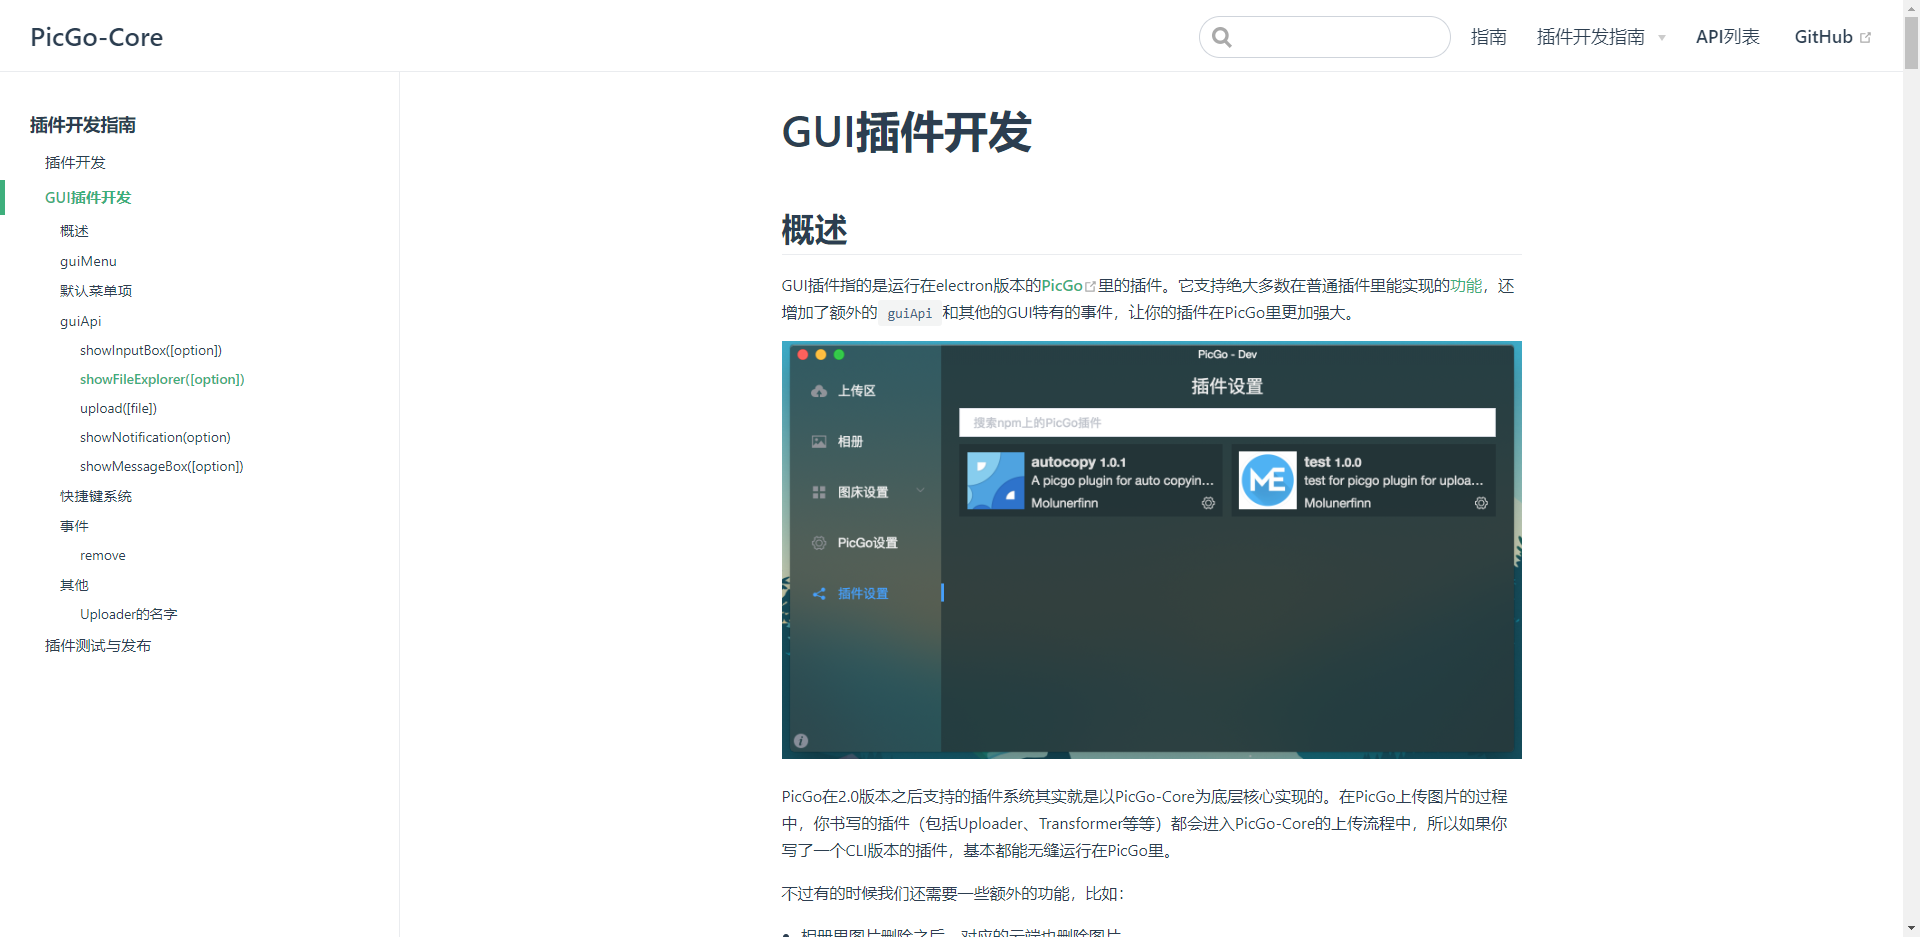 PicGo-Core
指南
插件开发指南
API列表
GitHub
插件开发指南
插件开发
GUI插件开发
概述
guiMenu
默认菜单项
guiApi
showInputBox([option])
showFileExplorer([option])
upload([file])
showNotification(option)
showMessageBox([option])
快捷键系统
事件
remove
其他
Uploader的名字
插件测试与发布
GUI插件开发
概述
GUI插件指的是运行在electron版本的PicGo里的插件。它支持绝大多数在普通插件里能实现的功能，还
增加了额外的 guiApi 和其他的GUI特有的事件，让你的插件在PicGo里更加强大。
PicGo - Dev
上传区
相册
图床设置
PicGo设置
插件设置
插件设置
搜索npm上的PicGo插件
autocopy 1.0.1
A picgo plugin for auto copyin...
Molunerfinn
ME
test 1.0.0
test for picgo plugin for uploa...
Molunerfinn
PicGo在2.0版本之后支持的插件系统其实就是以PicGo-Core为底层核心实现的。在PicGo上传图片的过程
中，你书写的插件（包括Uploader、Transformer等等）都会进入PicGo-Core的上传流程中，所以如果你
写了一个CLI版本的插件，基本都能无缝运行在PicGo里。
不过有的时候我们还需要一些额外的功能，比如：
相册里图片删除之后，对应的云端也删除图片